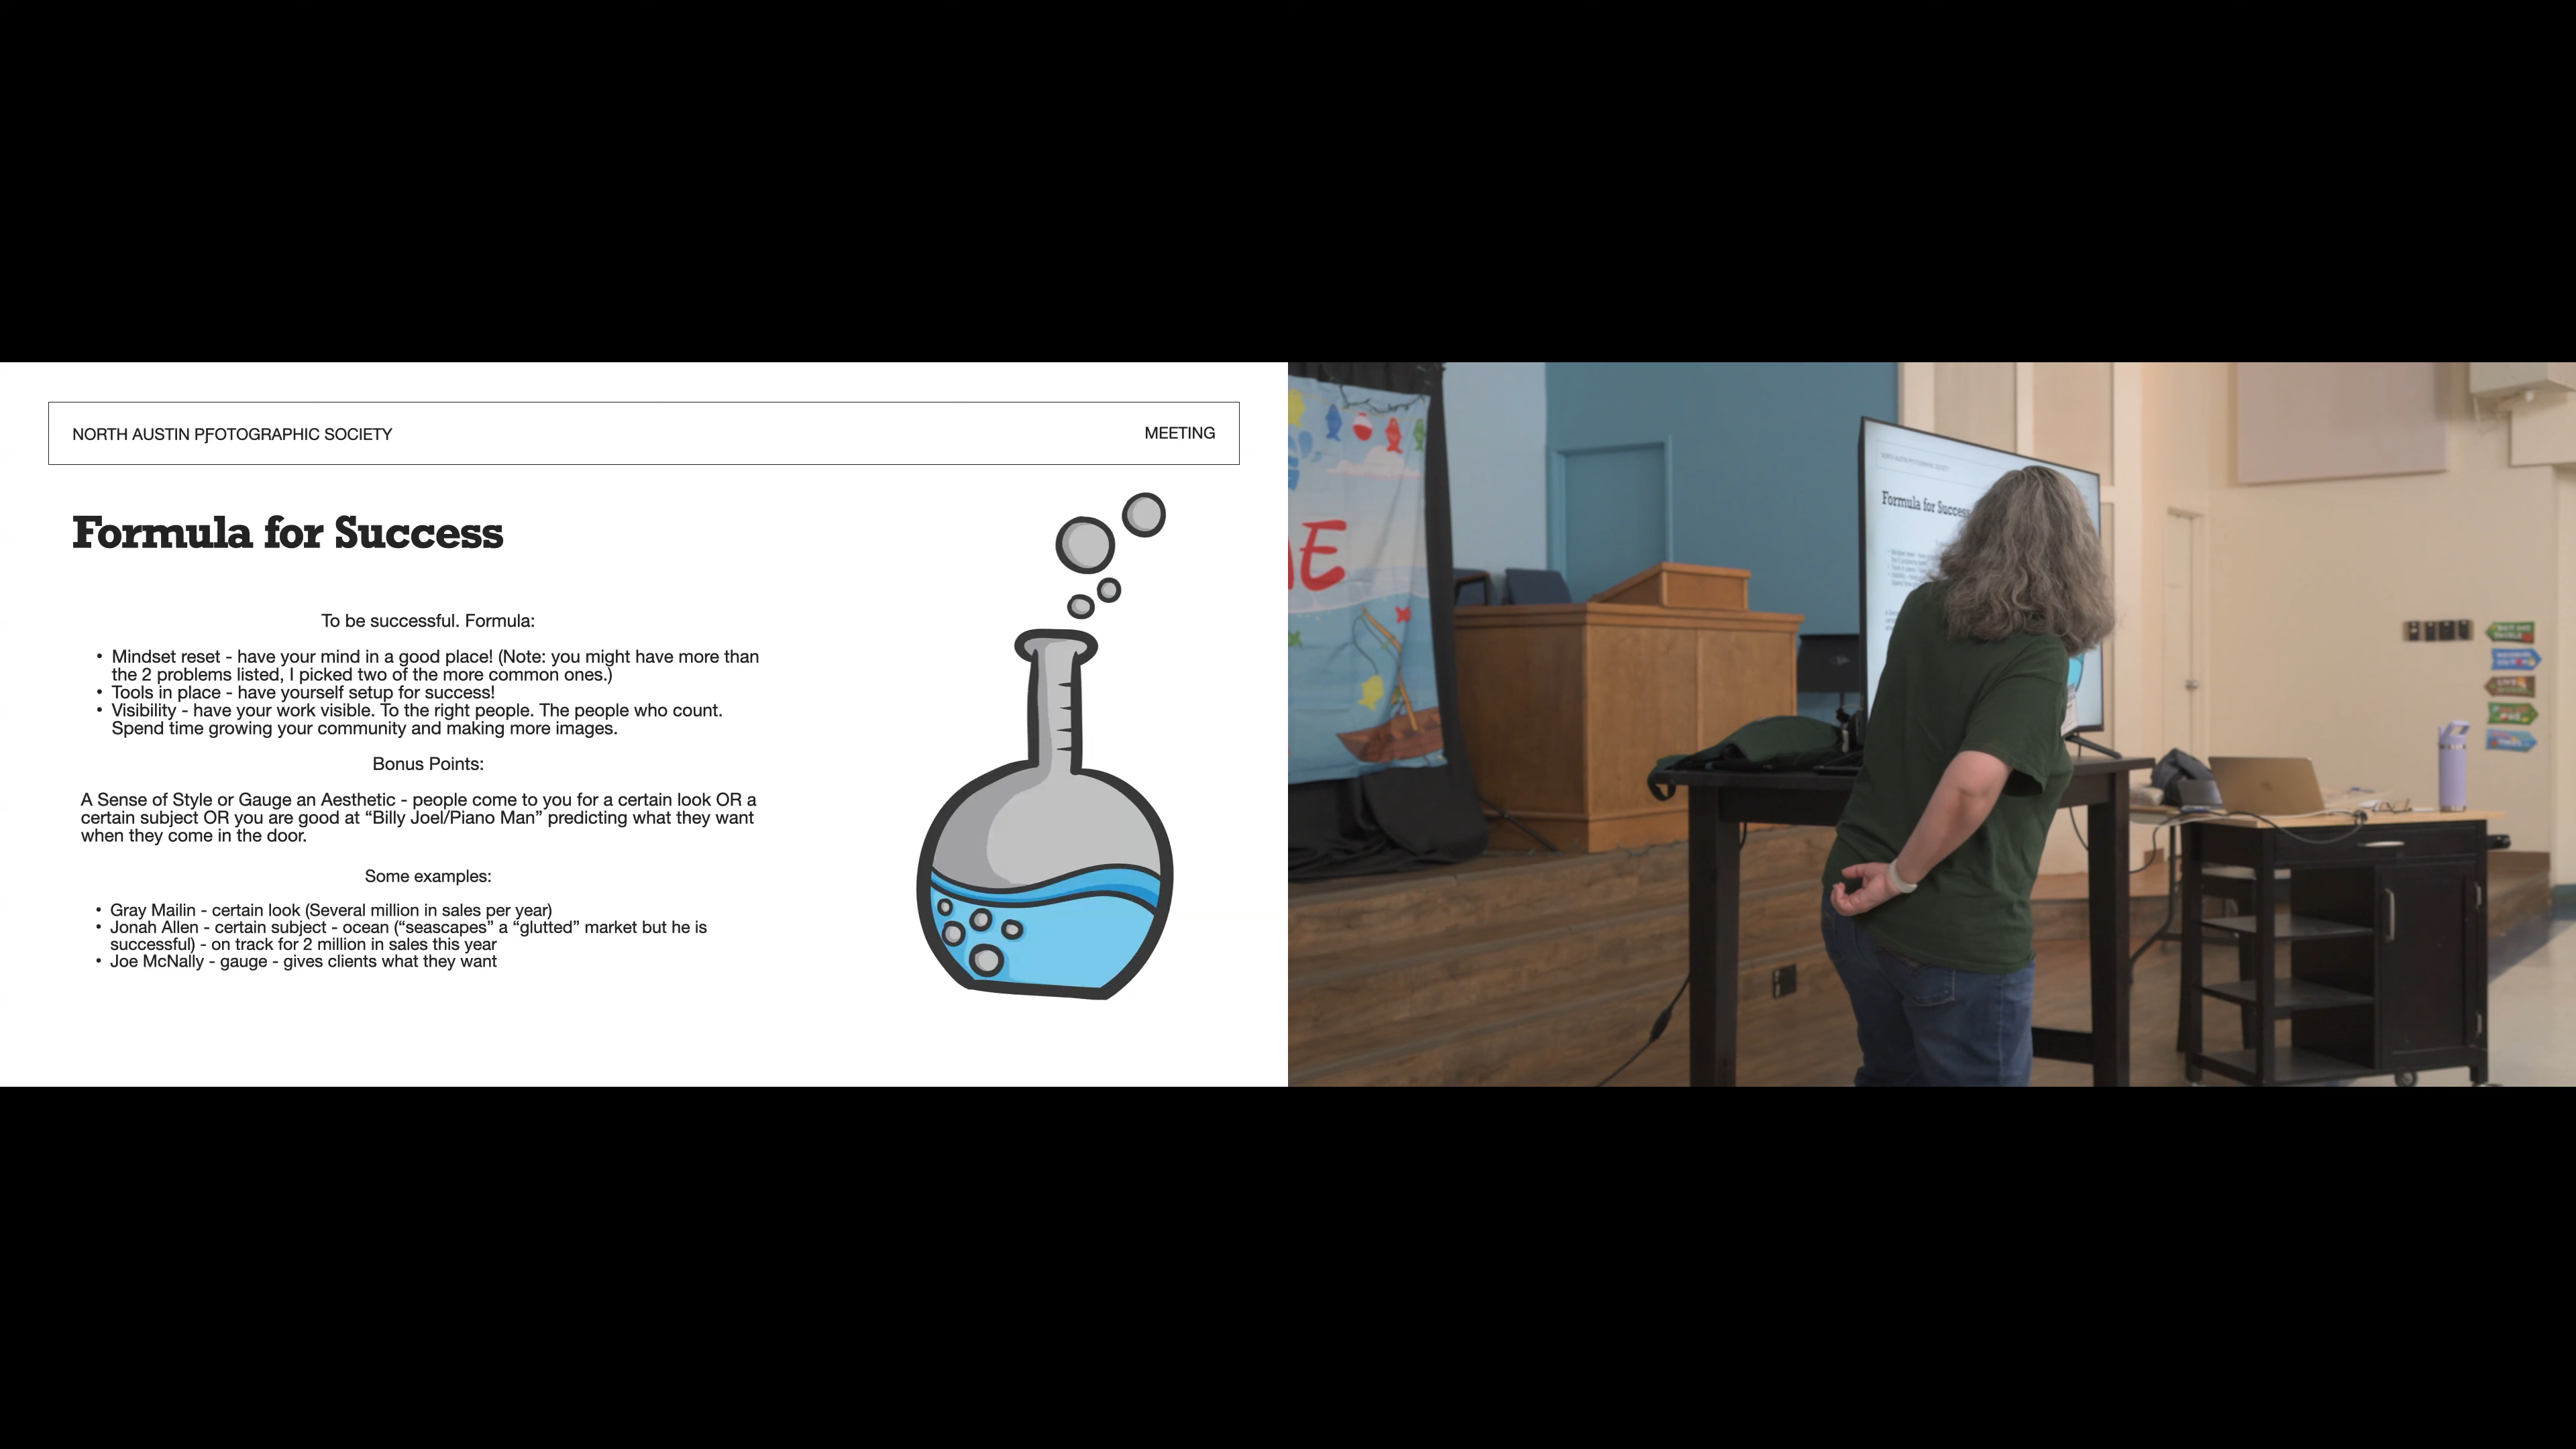 NORTH AUSTIN PFOTOGRAPHIC SOCIETY
MEETING
Formula for Success
To be successful. Formula:
• Mindset reset - have your mind in a good place! (Note: you might have more than
the 2 problems listed, I picked two of the more common ones.)
• Tools in place - have yourself setup for success!
• Visibility - have your work visible. To the right people. The people who count.
Spend time growing your community and making more images.
Bonus Points:
A Sense of Style or Gauge an Aesthetic - people come to you for a certain look OR a
certain subject OR you are good at “Billy Joel/Piano Man” predicting what they want
when they come in the door.
Some examples:
• Gray Mailin - certain look (Several million in sales per year)
• Jonah Allen - certain subject - ocean (“seascapes” a “glutted” market but he is
successful) - on track for 2 million in sales this year
• Joe McNally - gauge - gives clients what they want
Formula for Success